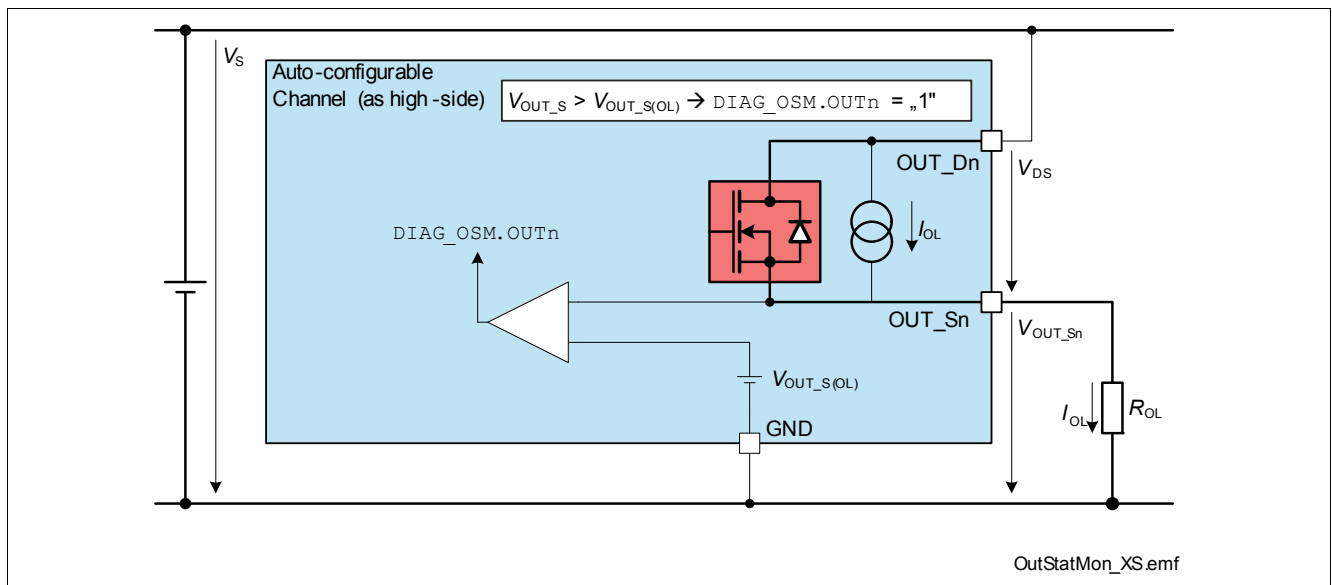 VS
Auto-configurable
Channel (as high -side)
VOUT_S > VOUT_S(OL) → DIAG_OSM.OUTn = „1"
OUT_Dn
VDS
IOL
DIAG_OSM.OUTn
OUT_Sn
VOUT_Sn
VOUT_S(OL)
IOL
ROL
GND
OutStatMon_XS.emf